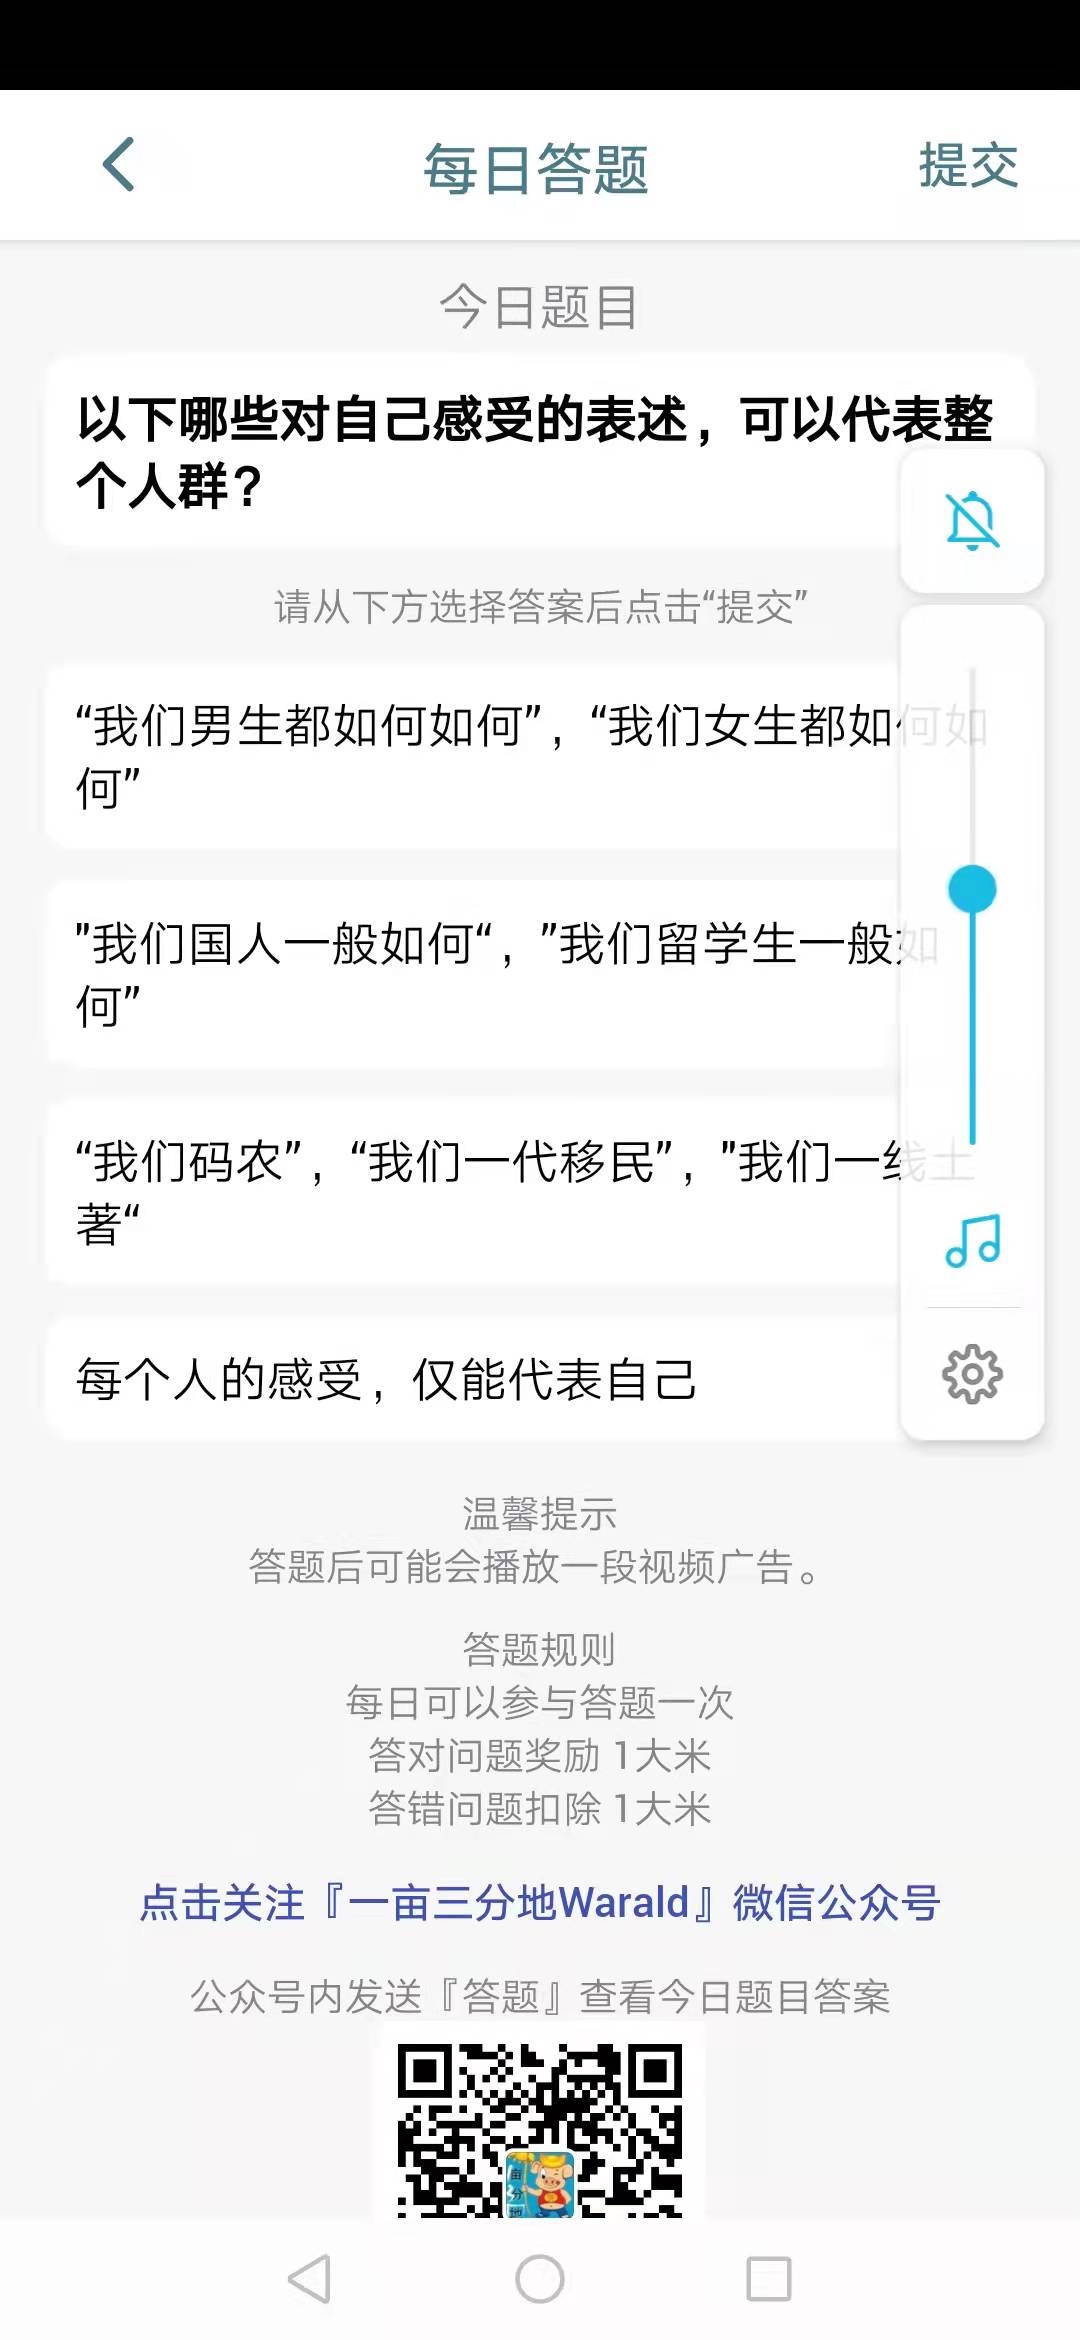 每日答题
提交
今日题目
以下哪些对自己感受的表述，可以代表整
个人群？
请从下方选择答案后点击“提交”
“我们男生都如何如何”，“我们女生都如何如
何”
"我们国人一般如何“，”我们留学生一般如
何”
“我们码农”，“我们一代移民”，"我们一线土
著“
每个人的感受，仅能代表自己
温馨提示
答题后可能会播放一段视频广告。
答题规则
每日可以参与答题一次
答对问题奖励 1大米
答错问题扣除 1大米
点击关注『一亩三分地Warald』微信公众号
公众号内发送『答题』查看今日题目答案
亩
分
地